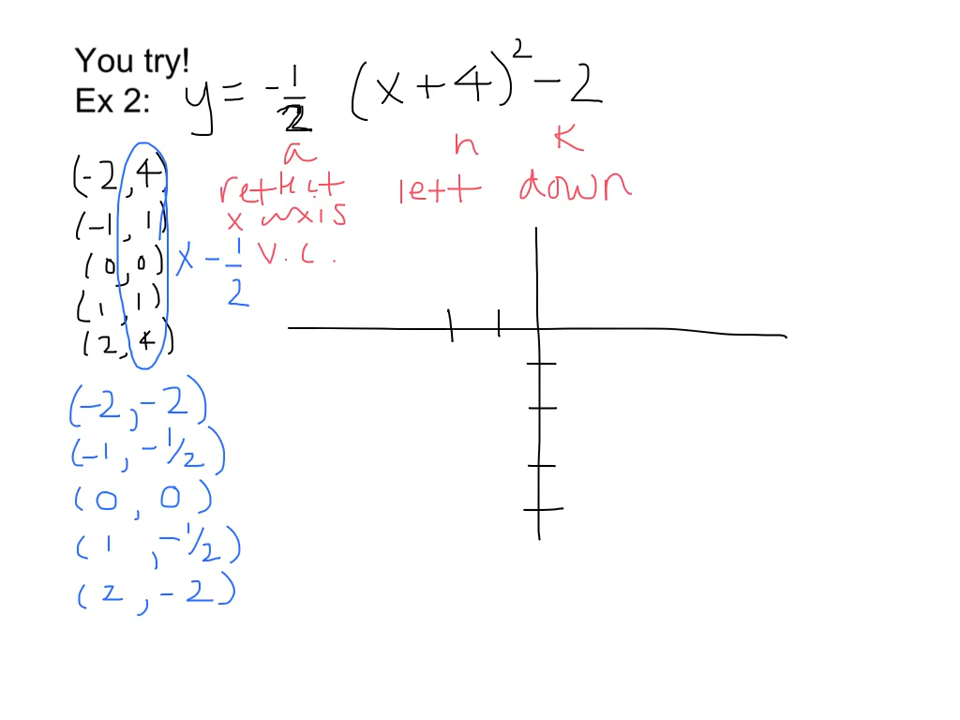 You try!
Ex 2: y = -1/2 (x+4)² - 2
a h k
reflect left down
x axis
v.c.
(-2, 4)
(-1, 1)
(0, 0) x - 1/2
(1, 1)
(2, 4)
(-2, -2)
(-1, -1/2)
(0, 0)
(1, -1/2)
(2, -2)